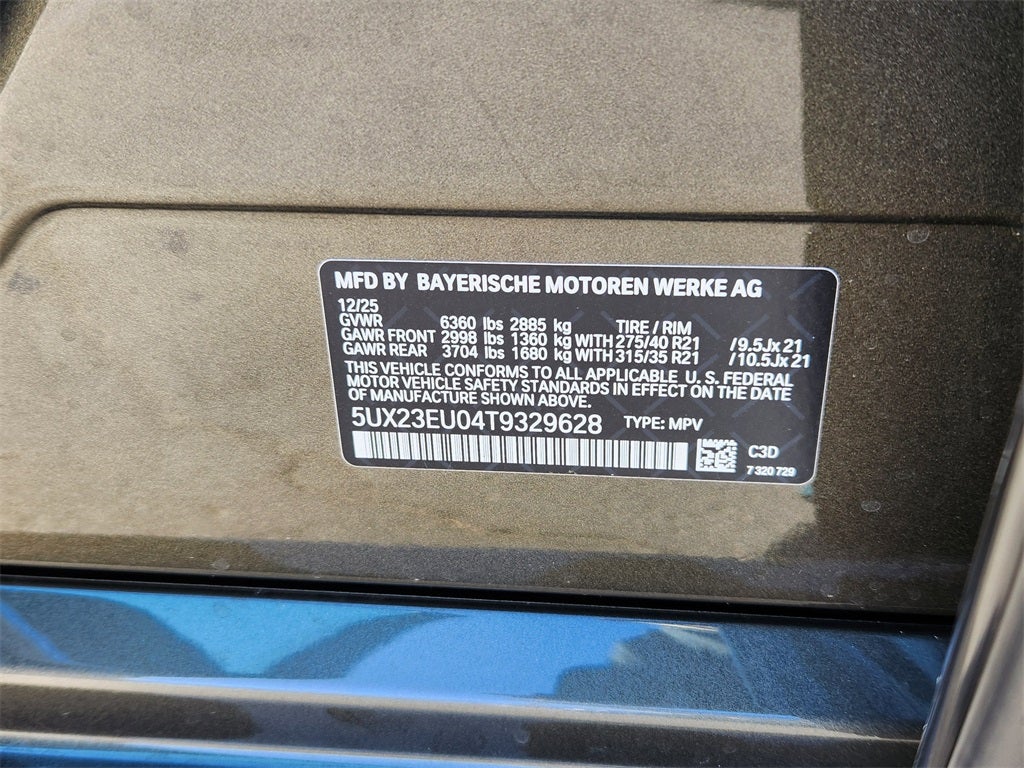 MFD BY BAYERISCHE MOTOREN WERKE AG
12/25
GVWR 6360 lbs 2885 kg TIRE / RIM
GAWR FRONT 2998 lbs 1360 kg WITH 275/40 R21 /9.5Jx21
GAWR REAR 3704 lbs 1680 kg WITH 315/35 R21 /10.5Jx21
THIS VEHICLE CONFORMS TO ALL APPLICABLE U. S. FEDERAL
MOTOR VEHICLE SAFETY STANDARDS IN EFFECT ON THE DATE
OF MANUFACTURE SHOWN ABOVE.
5UX23EU04T9329628 TYPE: MPV
C3D
7 320 729